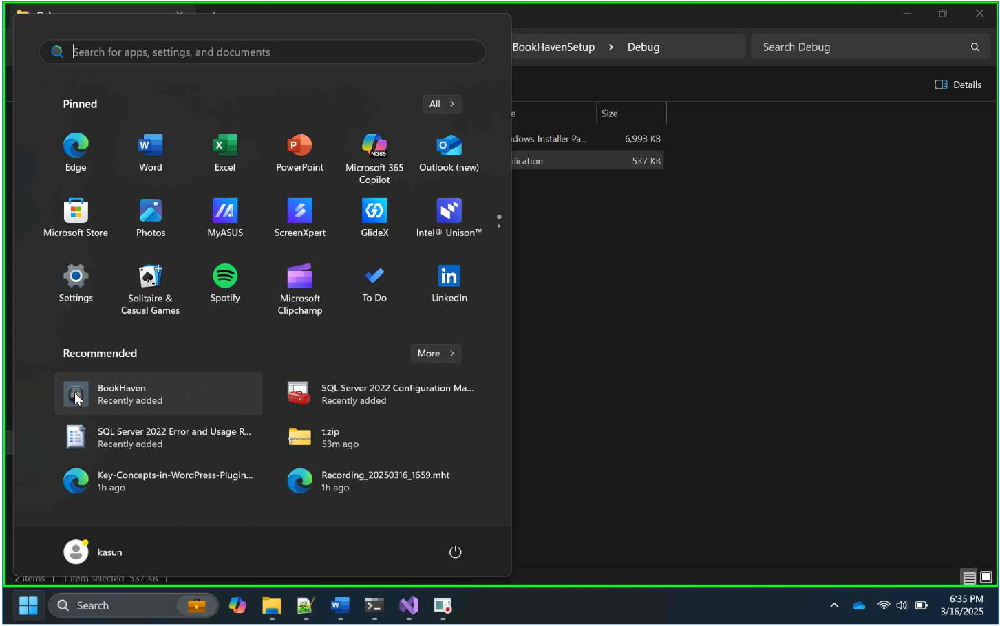 BookHavenSetup > Debug
Search Debug
Search for apps, settings, and documents
Details
Pinned
All >
Size
Edge
Word
Excel
PowerPoint
Microsoft 365
Copilot
M365
Outlook (new)
ndows Installer Pa...
6,993 KB
plication
537 KB
Microsoft Store
Photos
MyASUS
ScreenXpert
GlideX
Intel® Unison™
Settings
Solitaire &
Casual Games
Spotify
Microsoft
Clipchamp
To Do
LinkedIn
Recommended
More >
BookHaven
Recently added
SQL Server 2022 Configuration Ma...
Recently added
SQL Server 2022 Error and Usage R...
Recently added
t.zip
53m ago
Key-Concepts-in-WordPress-Plugin...
1h ago
Recording_20250316_1659.mht
1h ago
kasun
2 items
1 item selected 537 KB
Search
6:35 PM
3/16/2025